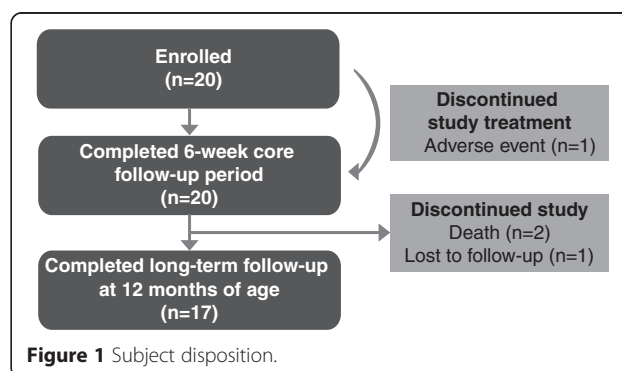 Enrolled
(n=20)
Discontinued
study treatment
Adverse event (n=1)
Completed 6-week core
follow-up period
(n=20)
Discontinued study
Death (n=2)
Lost to follow-up (n=1)
Completed long-term follow-up
at 12 months of age
(n=17)
Figure 1 Subject disposition.